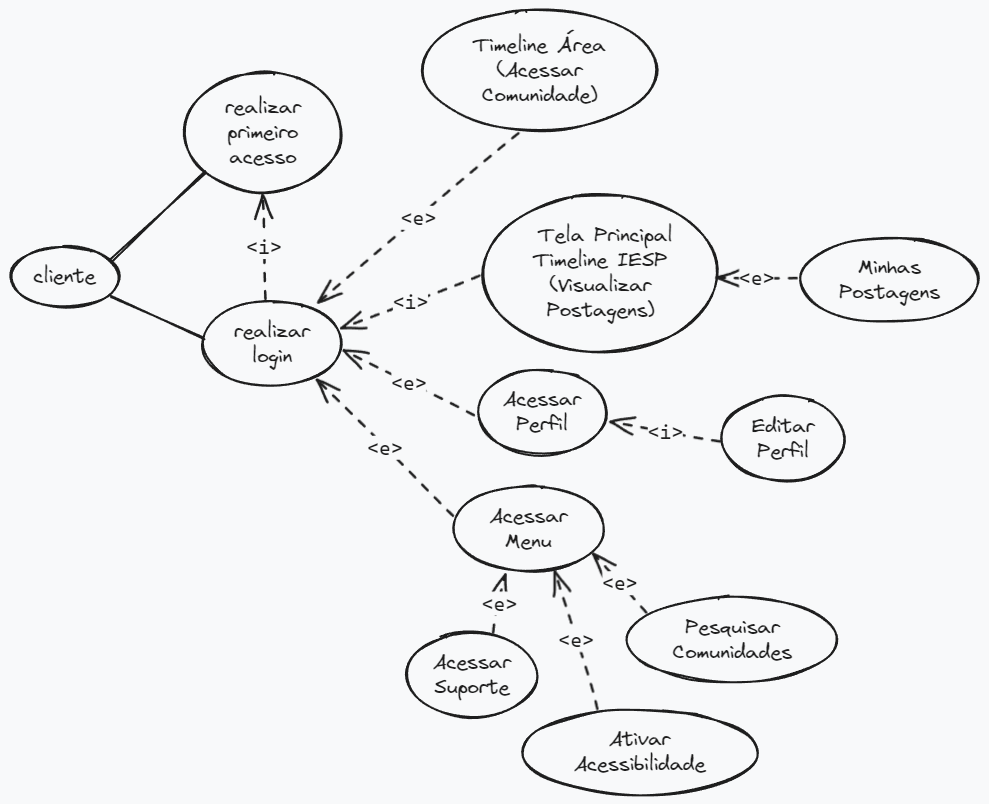 Timeline Área
(Acessar
Comunidade)
realizar
primeiro
acesso
<e>
<i>
Tela Principal
Timeline IESP
(Visualizar
Postagens)
<e>
Minhas
Postagens
cliente
<i>
realizar
login
<e>
Acessar
Perfil
<i>
Editar
Perfil
<e>
Acessar
Menu
<e>
<e>
<e>
Pesquisar
Comunidades
Acessar
Suporte
Ativar
Acessibilidade